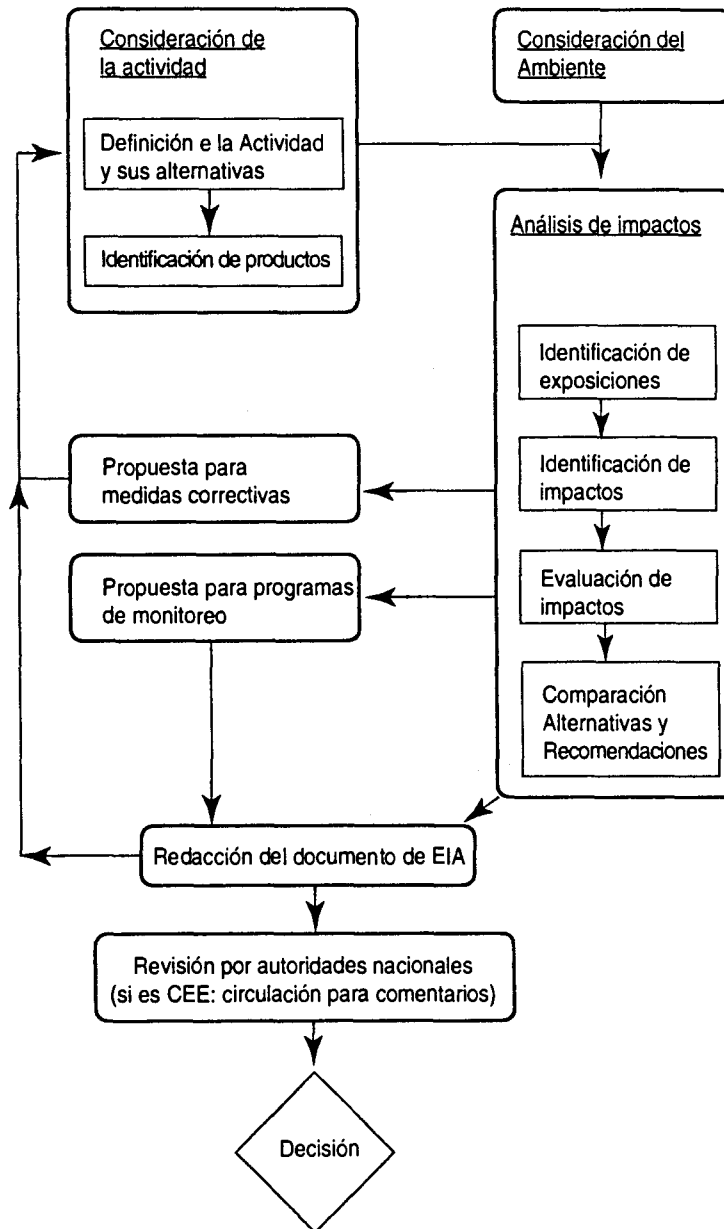 Consideración de
la actividad
Definición e la Actividad
y sus alternativas
Identificación de productos
Consideración del
Ambiente
Análisis de impactos
Identificación de
exposiciones
Identificación de
impactos
Evaluación de
impactos
Comparación
Alternativas y
Recomendaciones
Propuesta para
medidas correctivas
Propuesta para programas
de monitoreo
Redacción del documento de EIA
Revisión por autoridades nacionales
(si es CEE: circulación para comentarios)
Decisión